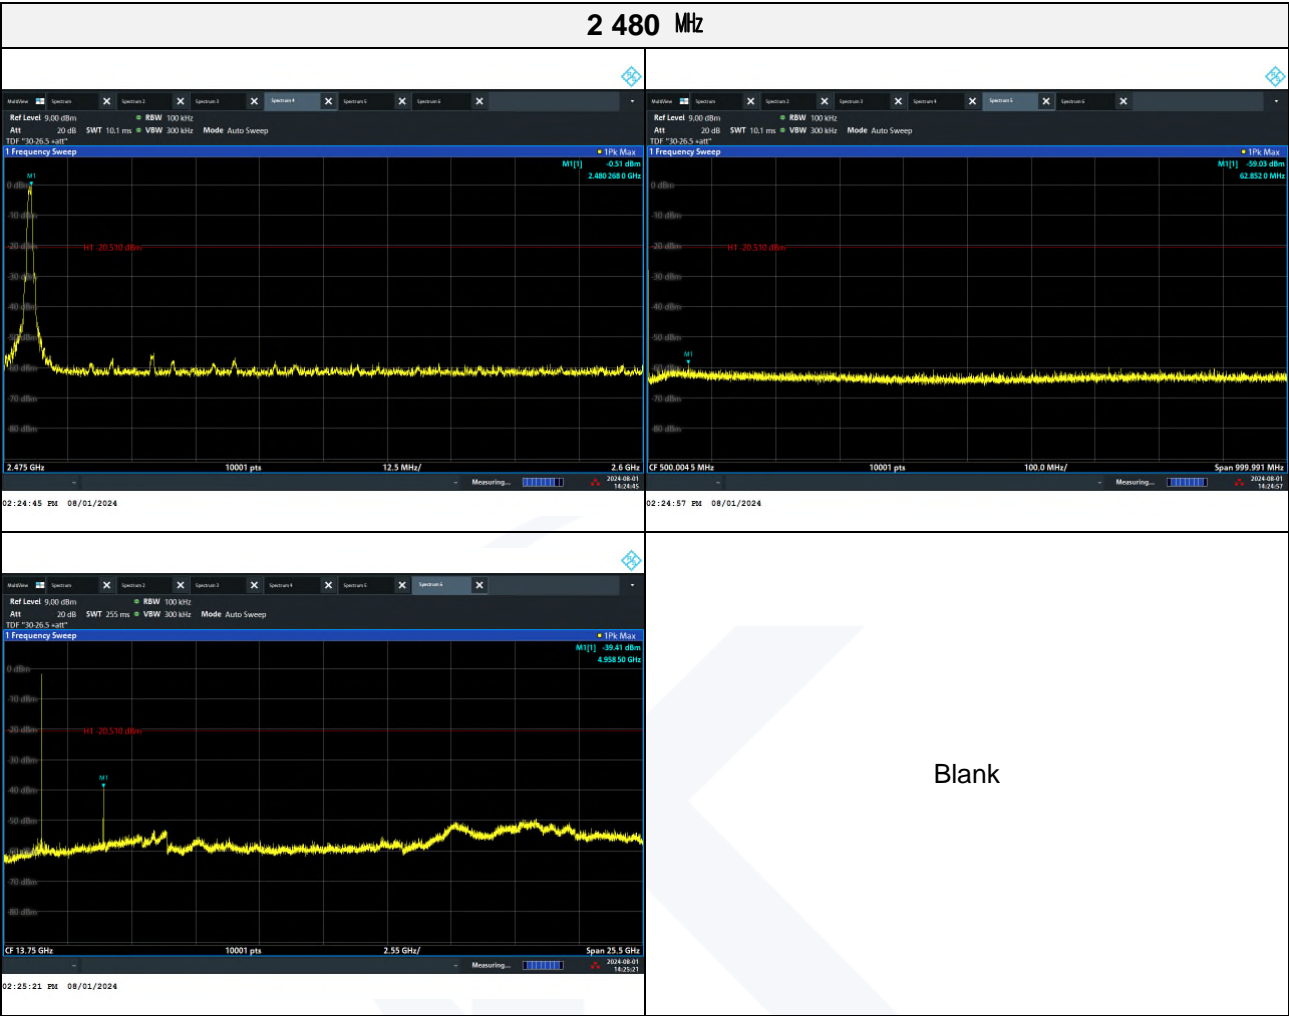 2 480 ㎒
MultiView Spectrum Spectrum 2 Spectrum 3 Spectrum 4 Spectrum 5 Spectrum 6
Ref Level 9.00 dBm RBW 100 kHz
Att 20 dB SWT 10.1 ms VBW 300 kHz Mode Auto Sweep
TDF "30-26.5 +att"
1 Frequency Sweep 1Pk Max
M1[1] -0.51 dBm
2.480 268 0 GHz
M1
0 dBm
-10 dBm
-20 dBm
H1 -20.510 dBm
-30 dBm
-40 dBm
-50 dBm
-60 dBm
-70 dBm
-80 dBm
2.475 GHz 10001 pts 12.5 MHz/ 2.6 GHz
Measuring... 2024-08-01
14:24:45
02:24:45 PM 08/01/2024
MultiView Spectrum Spectrum 2 Spectrum 3 Spectrum 4 Spectrum 5 Spectrum 6
Ref Level 9.00 dBm RBW 100 kHz
Att 20 dB SWT 10.1 ms VBW 300 kHz Mode Auto Sweep
TDF "30-26.5 +att"
1 Frequency Sweep 1Pk Max
M1[1] -59.03 dBm
62.852 0 MHz
0 dBm
-10 dBm
-20 dBm
H1 -20.510 dBm
-30 dBm
-40 dBm
-50 dBm
M1
-60 dBm
-70 dBm
-80 dBm
CF 500.004 5 MHz 10001 pts 100.0 MHz/ Span 999.991 MHz
Measuring... 2024-08-01
14:24:57
02:24:57 PM 08/01/2024
MultiView Spectrum Spectrum 2 Spectrum 3 Spectrum 4 Spectrum 5 Spectrum 6
Ref Level 9.00 dBm RBW 100 kHz
Att 20 dB SWT 255 ms VBW 300 kHz Mode Auto Sweep
TDF "30-26.5 +att"
1 Frequency Sweep 1Pk Max
M1[1] -39.41 dBm
4.958 50 GHz
0 dBm
-10 dBm
-20 dBm
H1 -20.510 dBm
-30 dBm
M1
-40 dBm
-50 dBm
-60 dBm
-70 dBm
-80 dBm
CF 13.75 GHz 10001 pts 2.55 GHz/ Span 25.5 GHz
Measuring... 2024-08-01
14:25:21
02:25:21 PM 08/01/2024
Blank